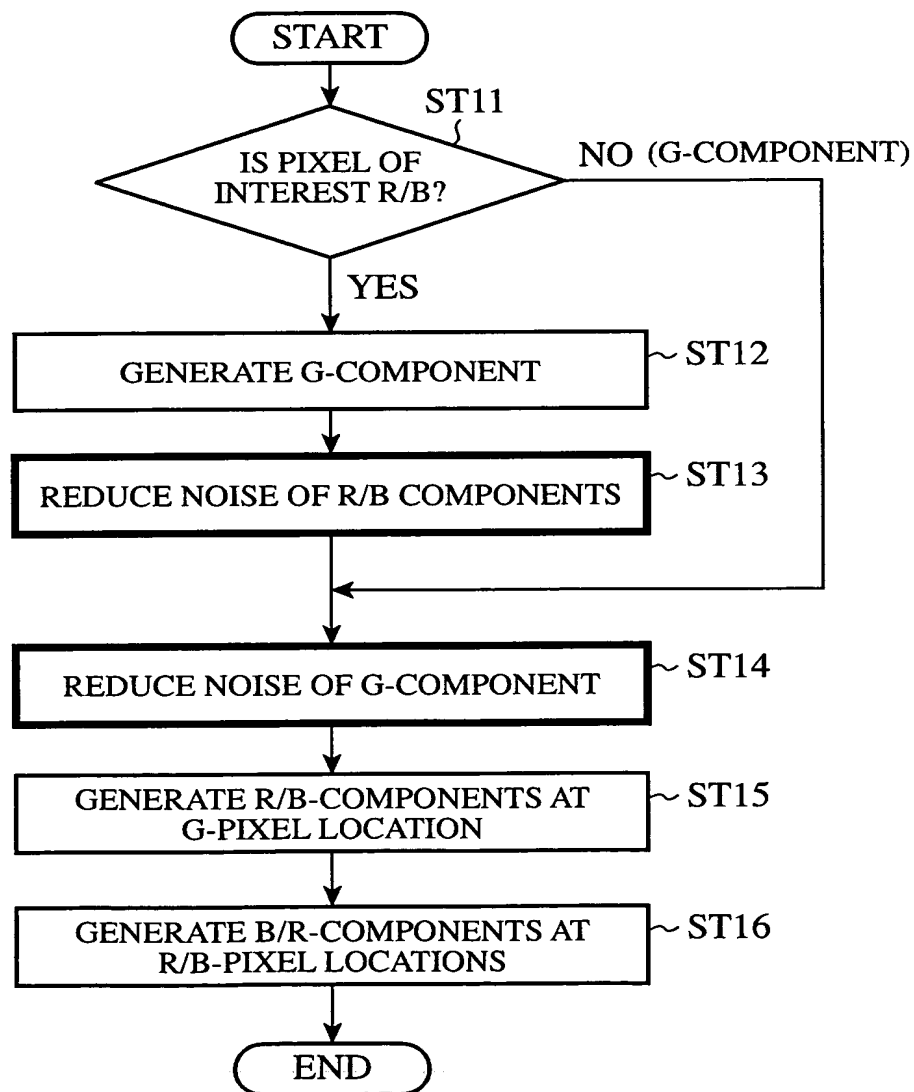 START
ST11
IS PIXEL OF
INTEREST R/B?
NO (G-COMPONENT)
YES
GENERATE G-COMPONENT
ST12
REDUCE NOISE OF R/B COMPONENTS
ST13
REDUCE NOISE OF G-COMPONENT
ST14
GENERATE R/B-COMPONENTS AT
G-PIXEL LOCATION
ST15
GENERATE B/R-COMPONENTS AT
R/B-PIXEL LOCATIONS
ST16
END